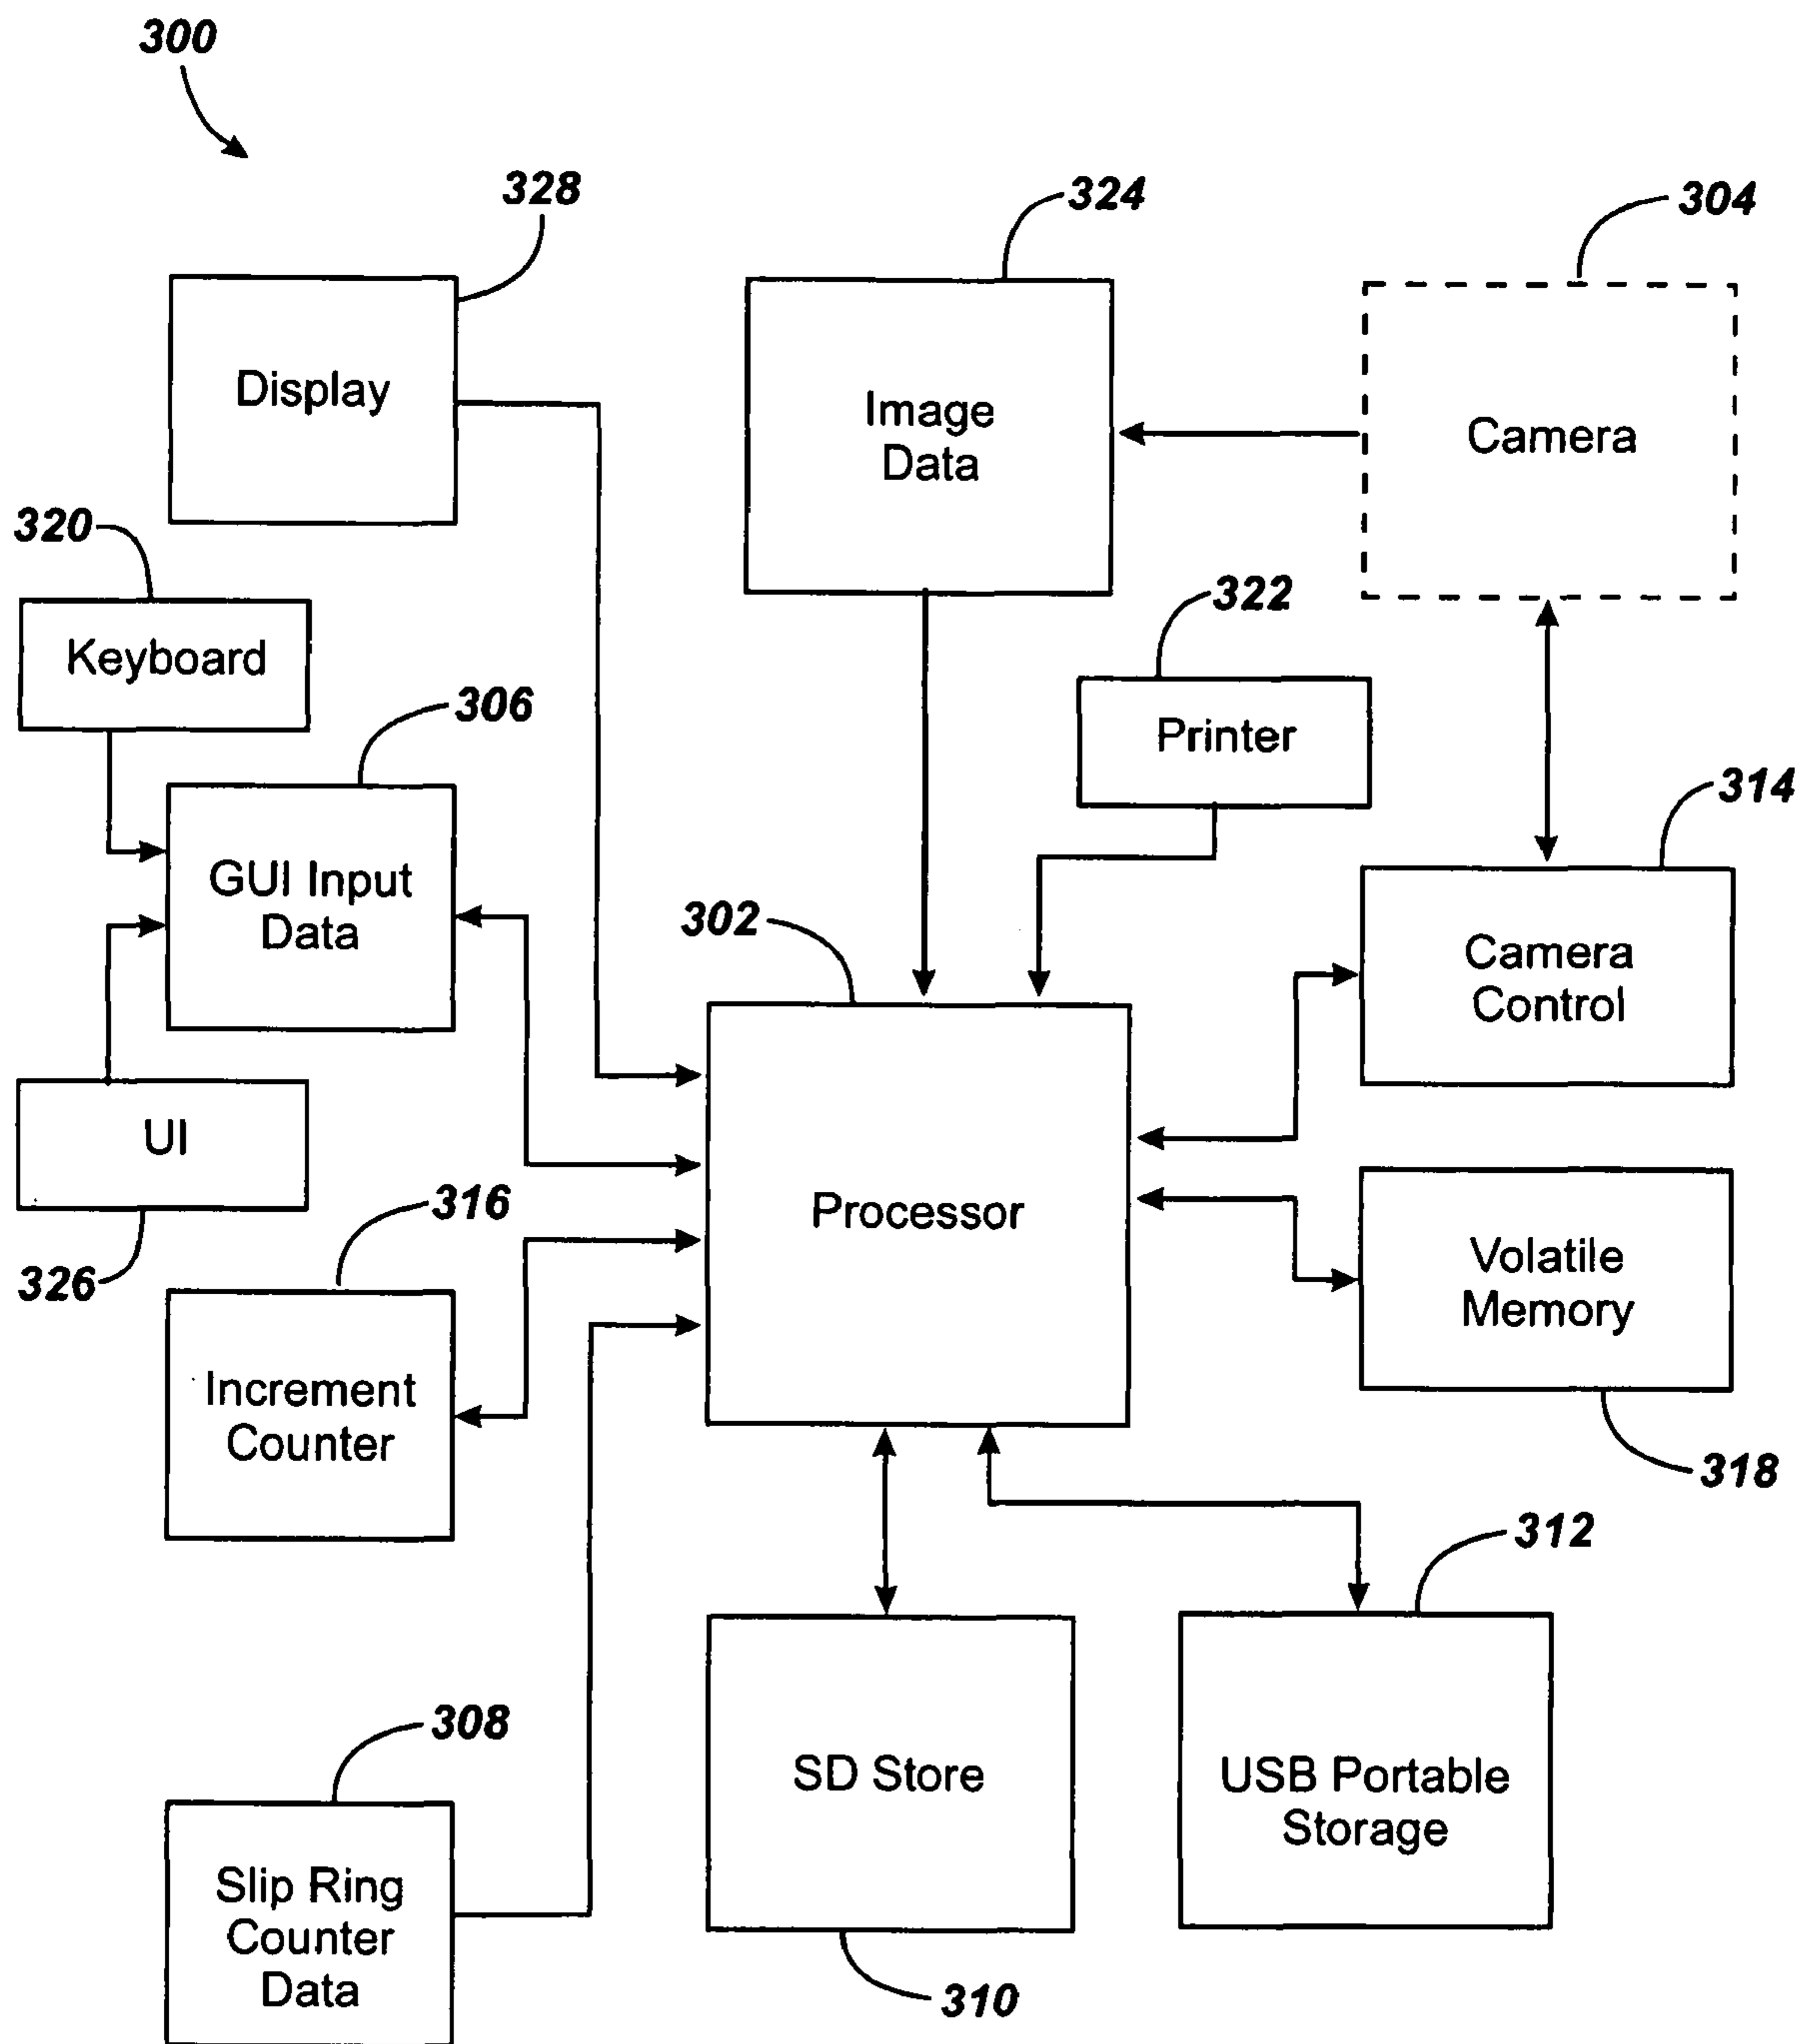 300
328
324
304
Display
Image
Data
Camera
320
322
Keyboard
306
Printer
314
GUI Input
Data
302
Camera
Control
UI
316
Processor
326
Volatile
Memory
Increment
Counter
318
312
308
SD Store
USB Portable
Storage
Slip Ring
Counter
Data
310